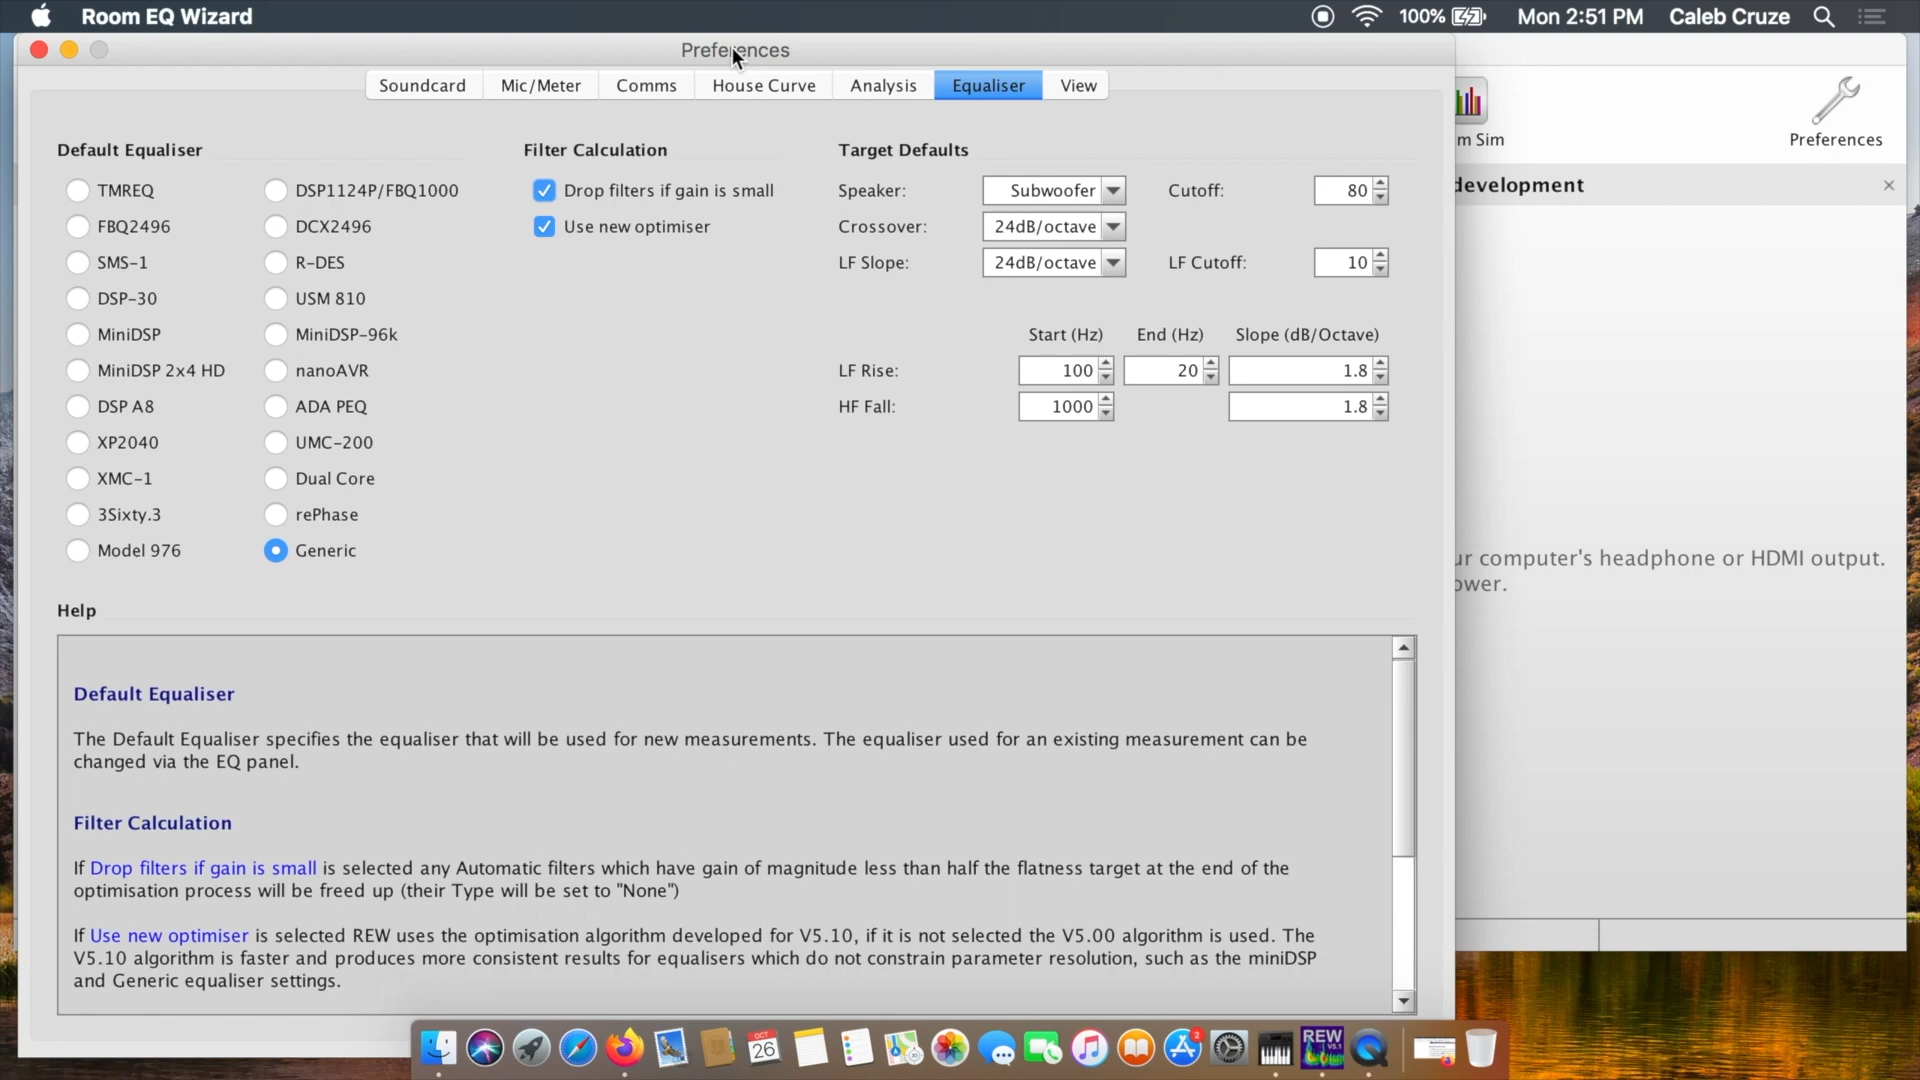 Room EQ Wizard 100% Mon 2:51 PM Caleb Cruze
Preferences
Soundcard Mic/Meter Comms House Curve Analysis Equaliser View
m Sim Preferences
development
Default Equaliser Filter Calculation Target Defaults
TMREQ DSP1124P/FBQ1000 Drop filters if gain is small Speaker: Subwoofer Cutoff: 80
FBQ2496 DCX2496 Use new optimiser Crossover: 24dB/octave
SMS-1 R-DES LF Slope: 24dB/octave LF Cutoff: 10
DSP-30 USM 810
MiniDSP MiniDSP-96k Start (Hz) End (Hz) Slope (dB/Octave)
MiniDSP 2x4 HD nanoAVR LF Rise: 100 20 1.8
DSP A8 ADA PEQ HF Fall: 1000 1.8
XP2040 UMC-200
XMC-1 Dual Core
3Sixty.3 rePhase
Model 976 Generic
ur computer's headphone or HDMI output.
ower.
Help
Default Equaliser
The Default Equaliser specifies the equaliser that will be used for new measurements. The equaliser used for an existing measurement can be
changed via the EQ panel.
Filter Calculation
If Drop filters if gain is small is selected any Automatic filters which have gain of magnitude less than half the flatness target at the end of the
optimisation process will be freed up (their Type will be set to "None")
If Use new optimiser is selected REW uses the optimisation algorithm developed for V5.10, if it is not selected the V5.00 algorithm is used. The
V5.10 algorithm is faster and produces more consistent results for equalisers which do not constrain parameter resolution, such as the miniDSP
and Generic equaliser settings.
OCT
26
2
REW
V5.1